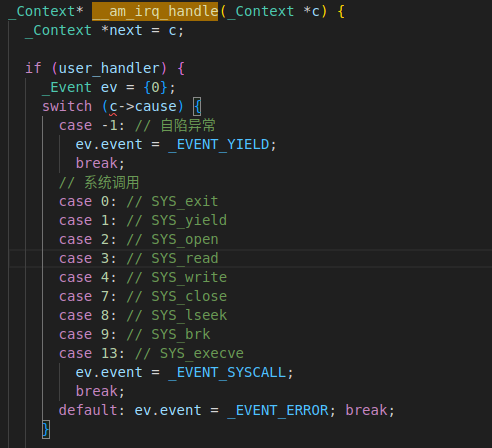 _Context* __am_irq_handle(_Context *c) {
  _Context *next = c;

  if (user_handler) {
    _Event ev = {0};
    switch (c->cause) {
      case -1: // 自陷异常
        ev.event = _EVENT_YIELD;
        break;
      // 系统调用
      case 0: // SYS_exit
      case 1: // SYS_yield
      case 2: // SYS_open
      case 3: // SYS_read
      case 4: // SYS_write
      case 7: // SYS_close
      case 8: // SYS_lseek
      case 9: // SYS_brk
      case 13: // SYS_execve
        ev.event = _EVENT_SYSCALL;
        break;
      default: ev.event = _EVENT_ERROR; break;
    }